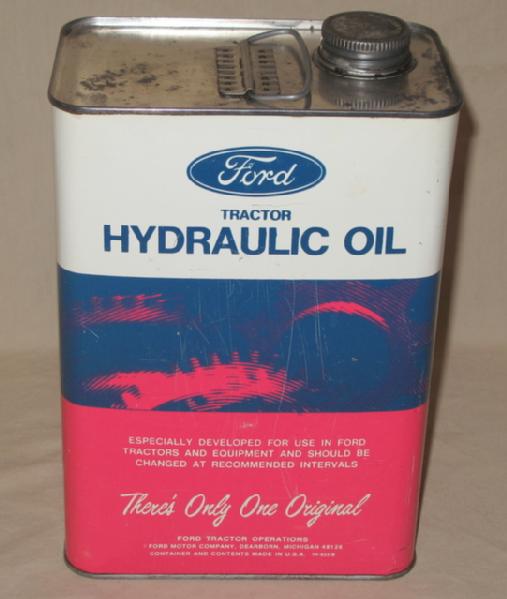 Ford
TRACTOR
HYDRAULIC OIL
ESPECIALLY DEVELOPED FOR USE IN FORD
TRACTORS AND EQUIPMENT AND SHOULD BE
CHANGED AT RECOMMENDED INTERVALS
There's Only One Original
FORD TRACTOR OPERATIONS
FORD MOTOR COMPANY, DEARBORN, MICHIGAN 48128
CONTAINER AND CONTENTS MADE IN U.S.A.